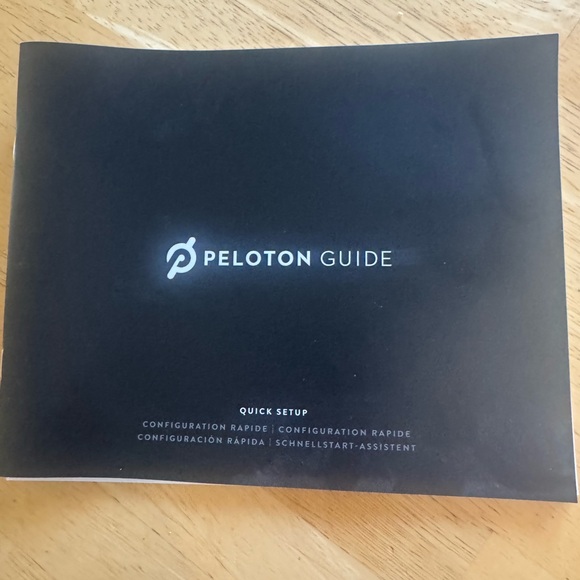 PELOTON GUIDE
QUICK SETUP
CONFIGURATION RAPIDE | CONFIGURATION RAPIDE
CONFIGURACIÓN RÁPIDA | SCHNELLSTART-ASSISTENT